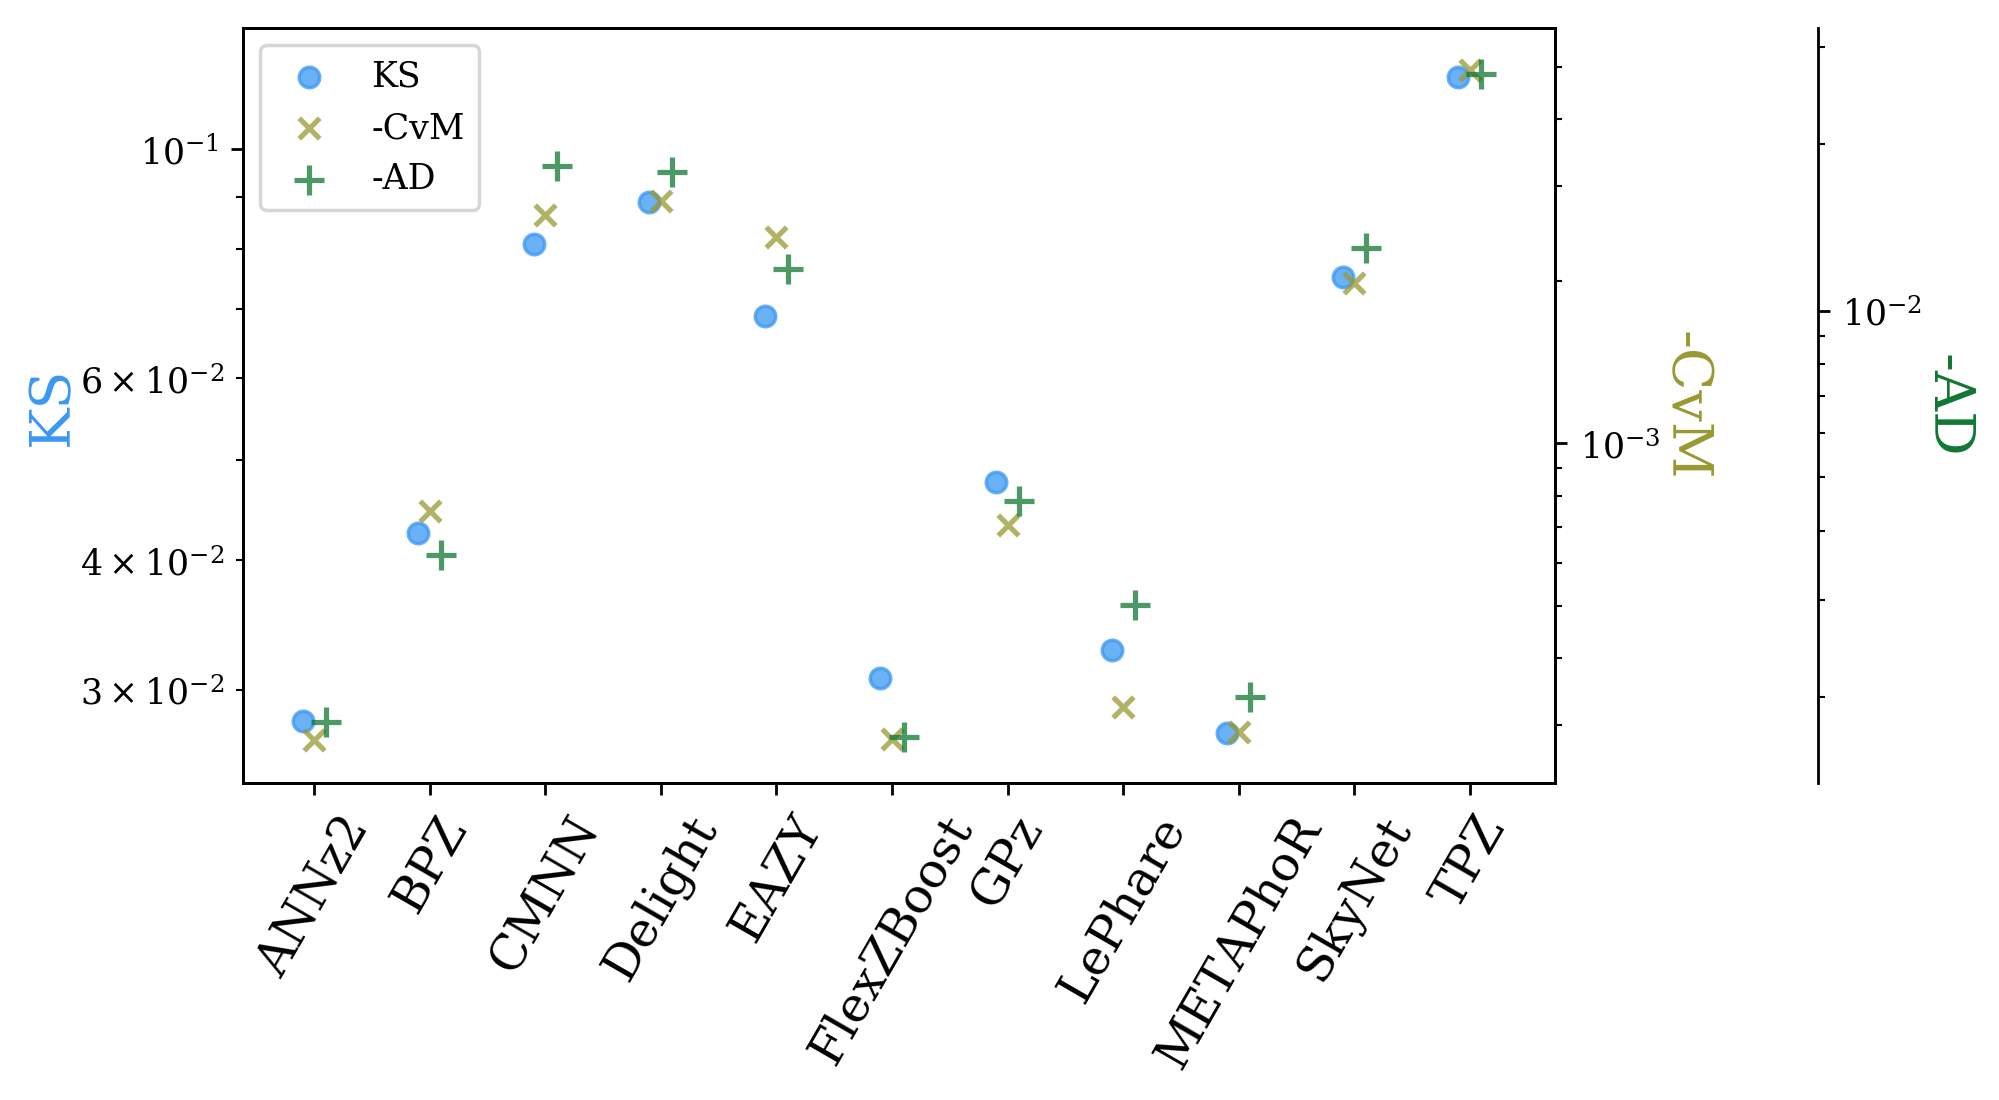 KS
-CvM
-AD
10⁻¹
6 × 10⁻²
4 × 10⁻²
3 × 10⁻²
KS
10⁻³
-CvM
10⁻²
-AD
ANNz2
BPZ
CMNN
Delight
EAZY
FlexZBoost
GPz
LePhare
METAPhoR
SkyNet
TPZ